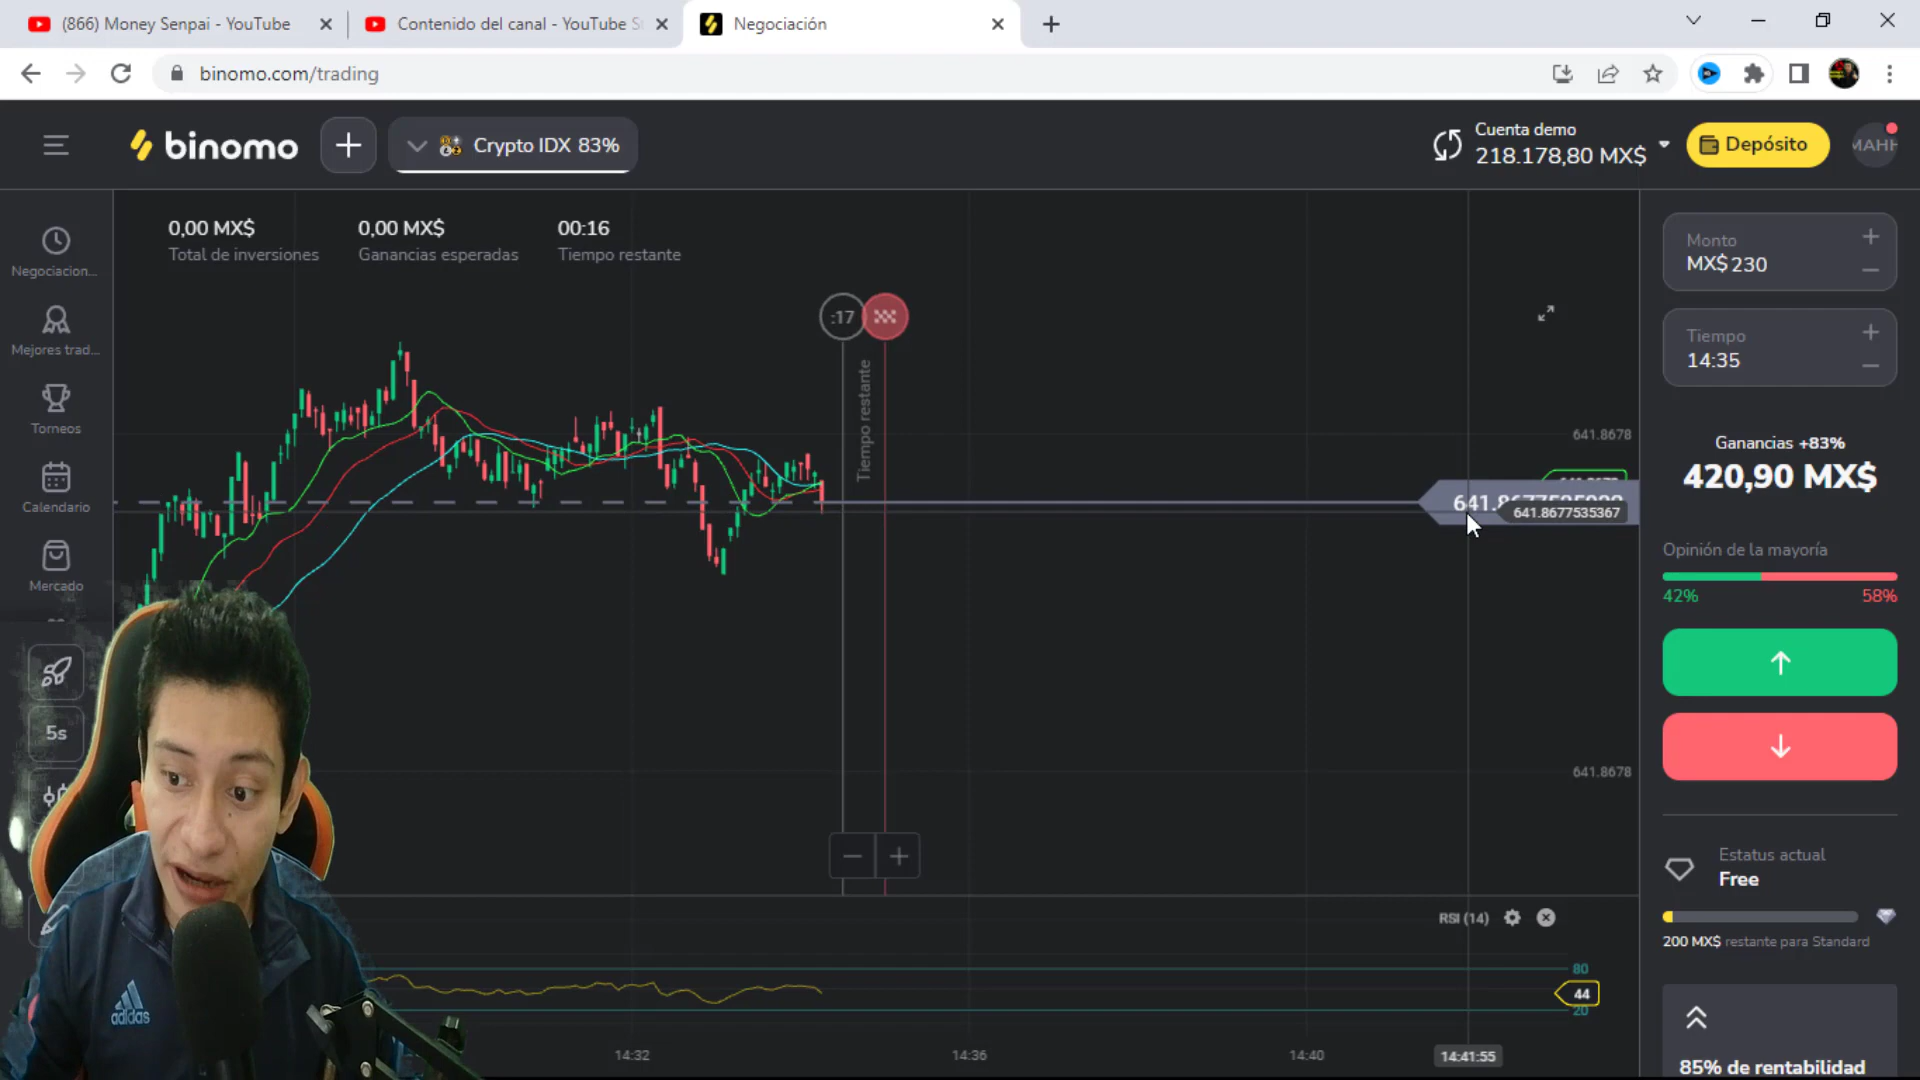 (866) Money Senpai - YouTube
Contenido del canal - YouTube S
Negociación
binomo.com/trading
binomo
Crypto IDX 83%
Cuenta demo
218.178,80 MX$
Depósito
0,00 MX$
0,00 MX$
00:16
Total de inversiones
Ganancias esperadas
Tiempo restante
Negociacion...
Mejores trad...
Torneos
Calendario
Mercado
5s
:17
Tiempo restante
641.8678
641.8677535367
641.8678
Monto
MX$ 230
Tiempo
14:35
Ganancias +83%
420,90 MX$
Opinión de la mayoría
42%
58%
Estatus actual
Free
200 MX$ restante para Standard
85% de rentabilidad
RSI (14)
80
44
20
14:32
14:36
14:40
14:41:55
adidas